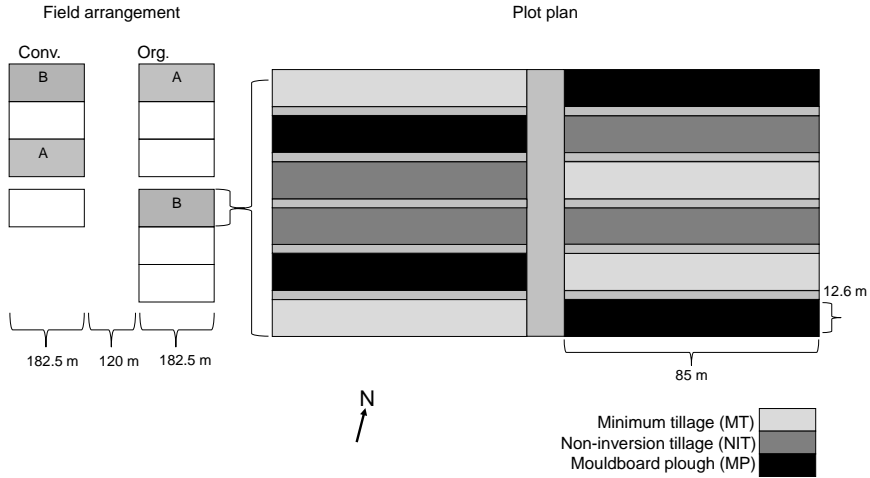 Field arrangement
Plot plan
Conv.
Org.
B
A
A
B
12.6 m
182.5 m
120 m
182.5 m
85 m
N
Minimum tillage (MT)
Non-inversion tillage (NIT)
Mouldboard plough (MP)